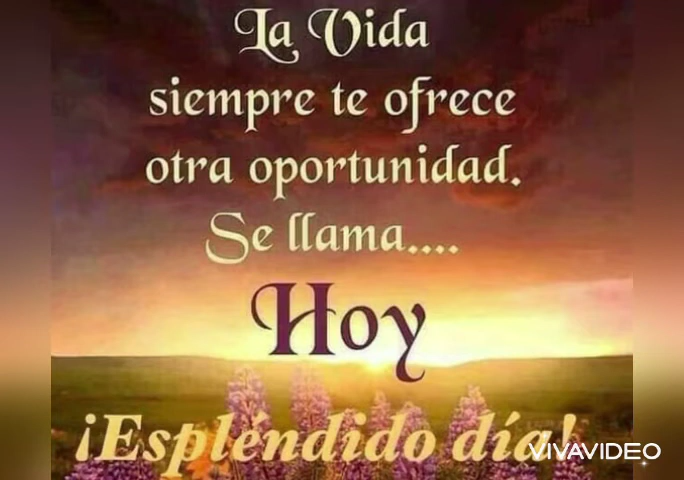 La Vida
siempre te ofrece
otra oportunidad.
Se llama....
Hoy
¡Espléndido día!
VIVAVIDEO